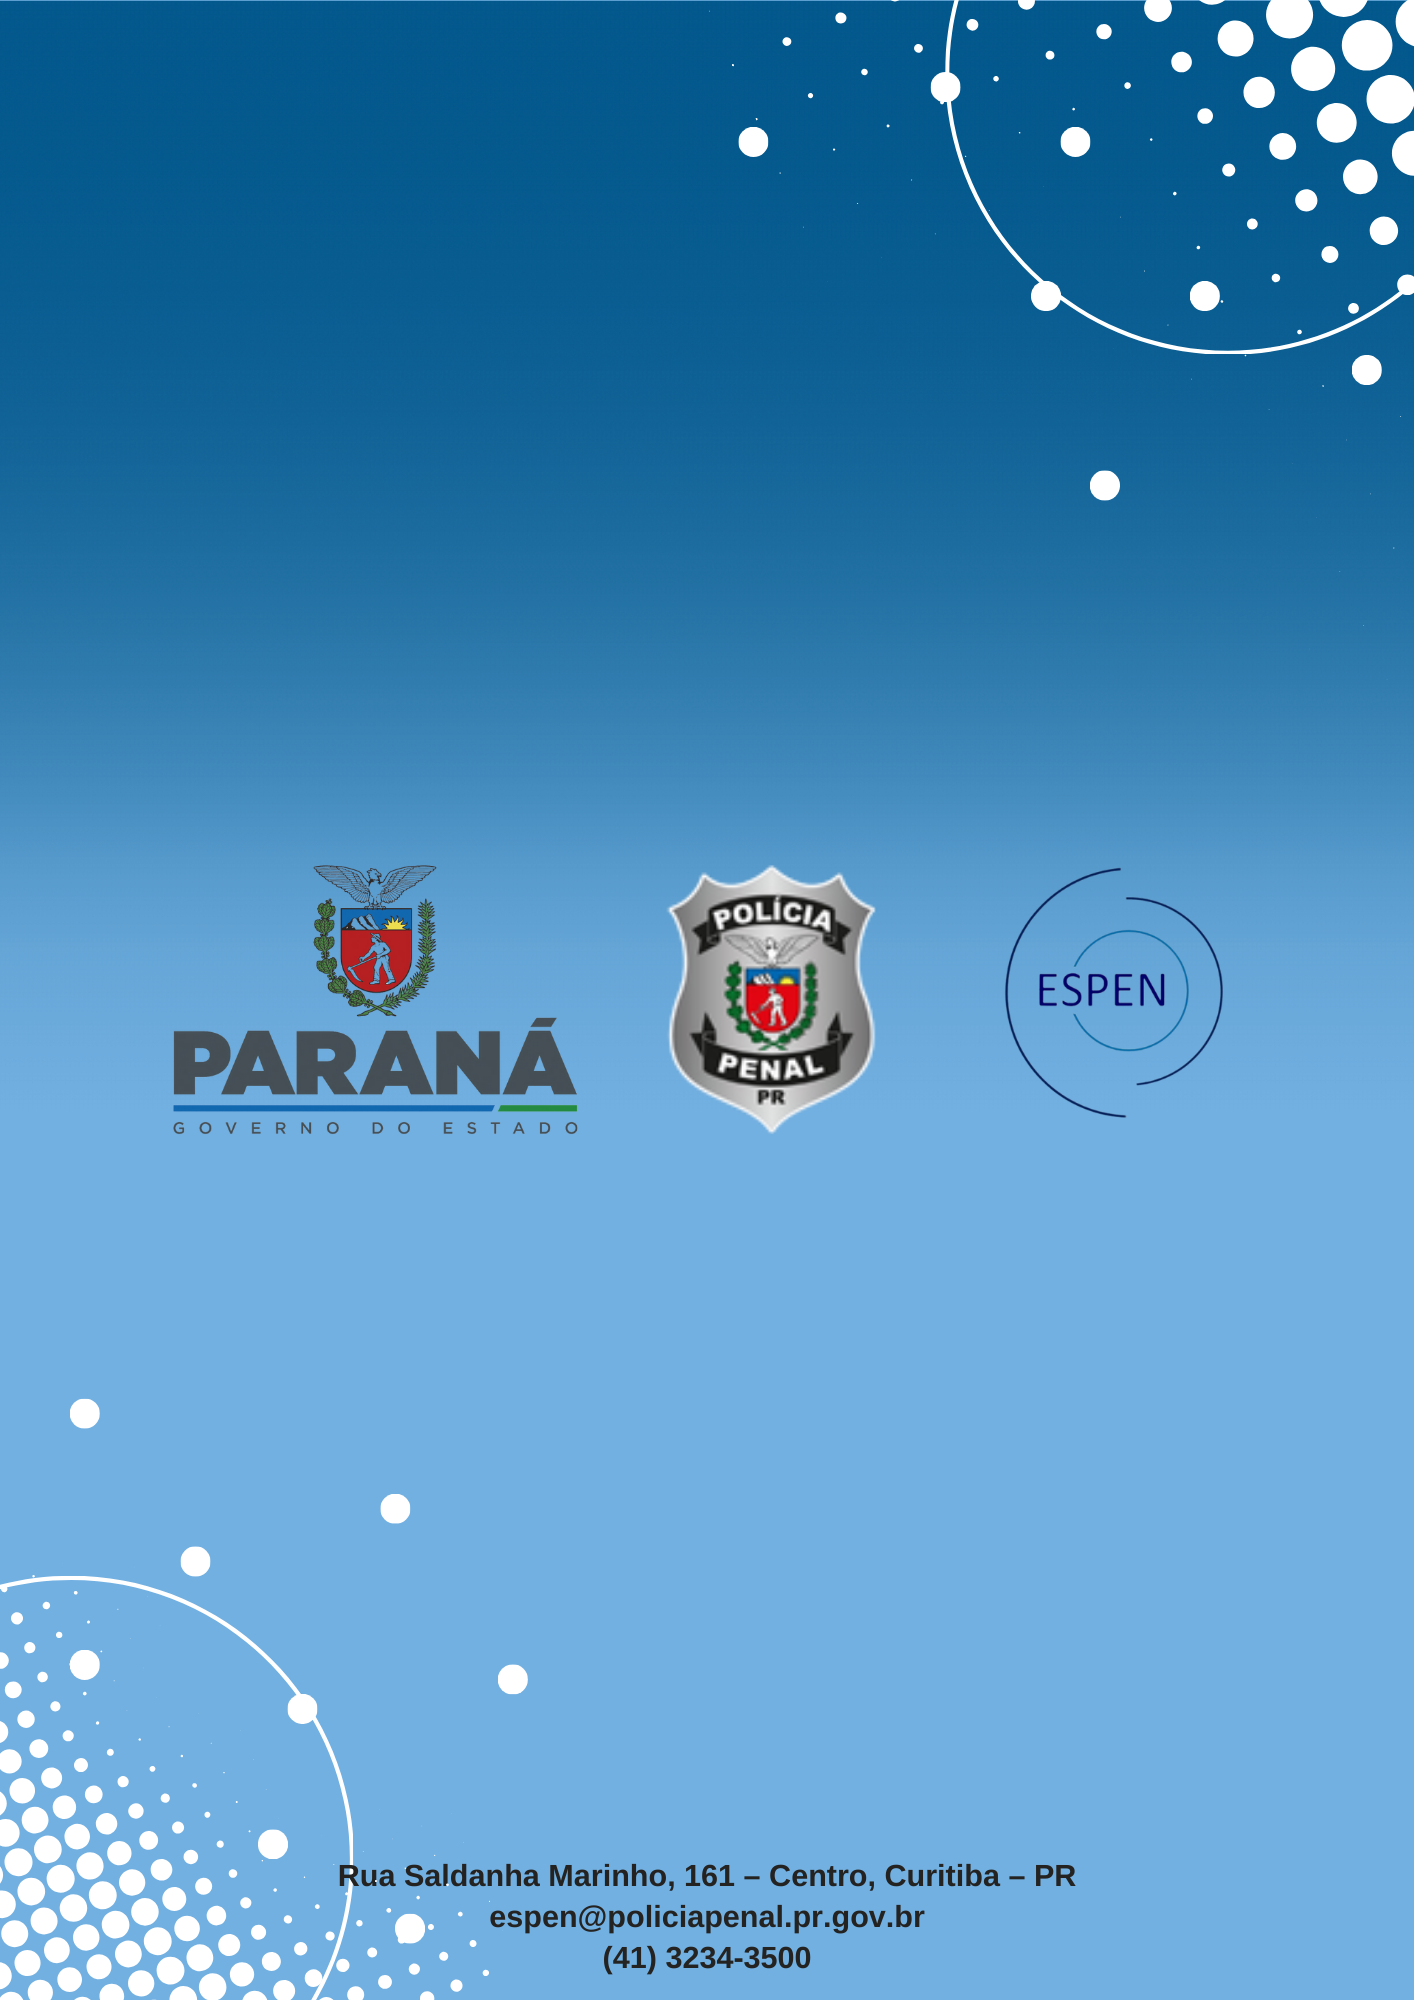 PARANÁ
GOVERNO DO ESTADO
POLÍCIA
PENAL
PR
ESPEN
Rua Saldanha Marinho, 161 – Centro, Curitiba – PR
espen@policiapenal.pr.gov.br
(41) 3234-3500